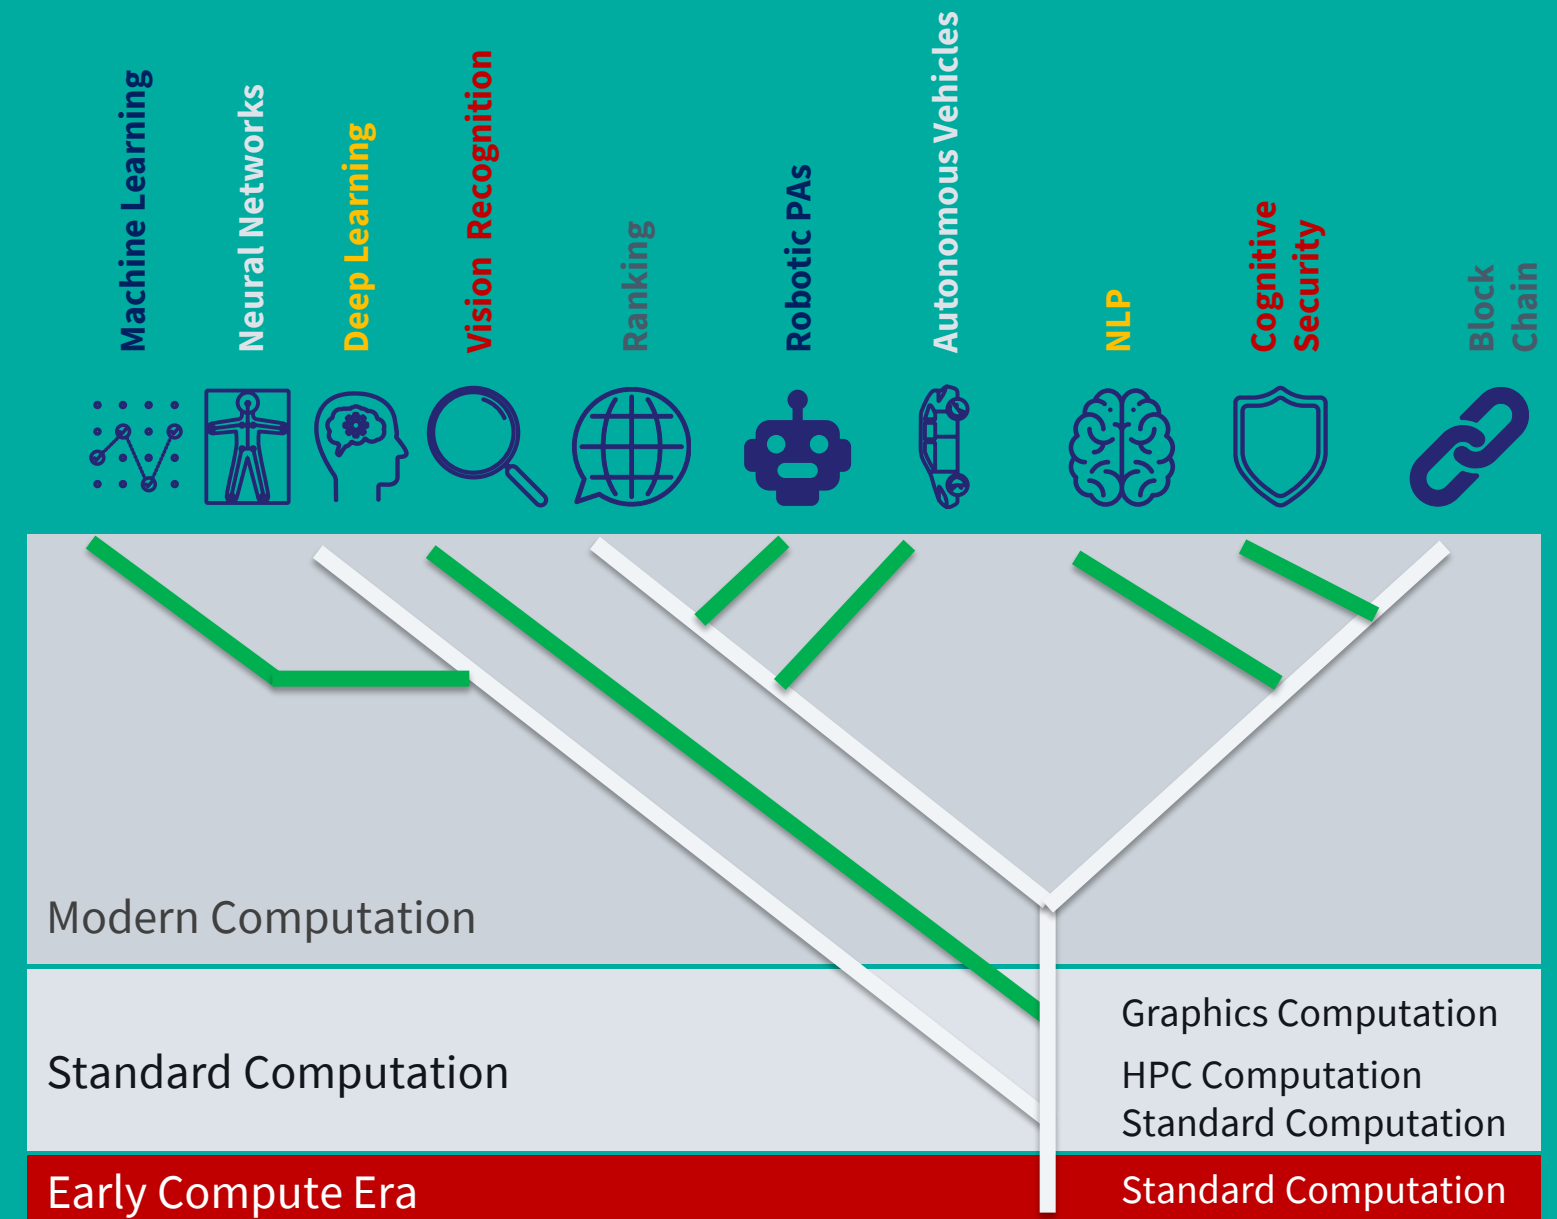 Machine Learning
Neural Networks
Deep Learning
Vision Recognition
Ranking
Robotic PAs
Autonomous Vehicles
NLP
Cognitive
Security
Block
Chain
Modern Computation
Standard Computation
Graphics Computation
HPC Computation
Standard Computation
Early Compute Era
Standard Computation